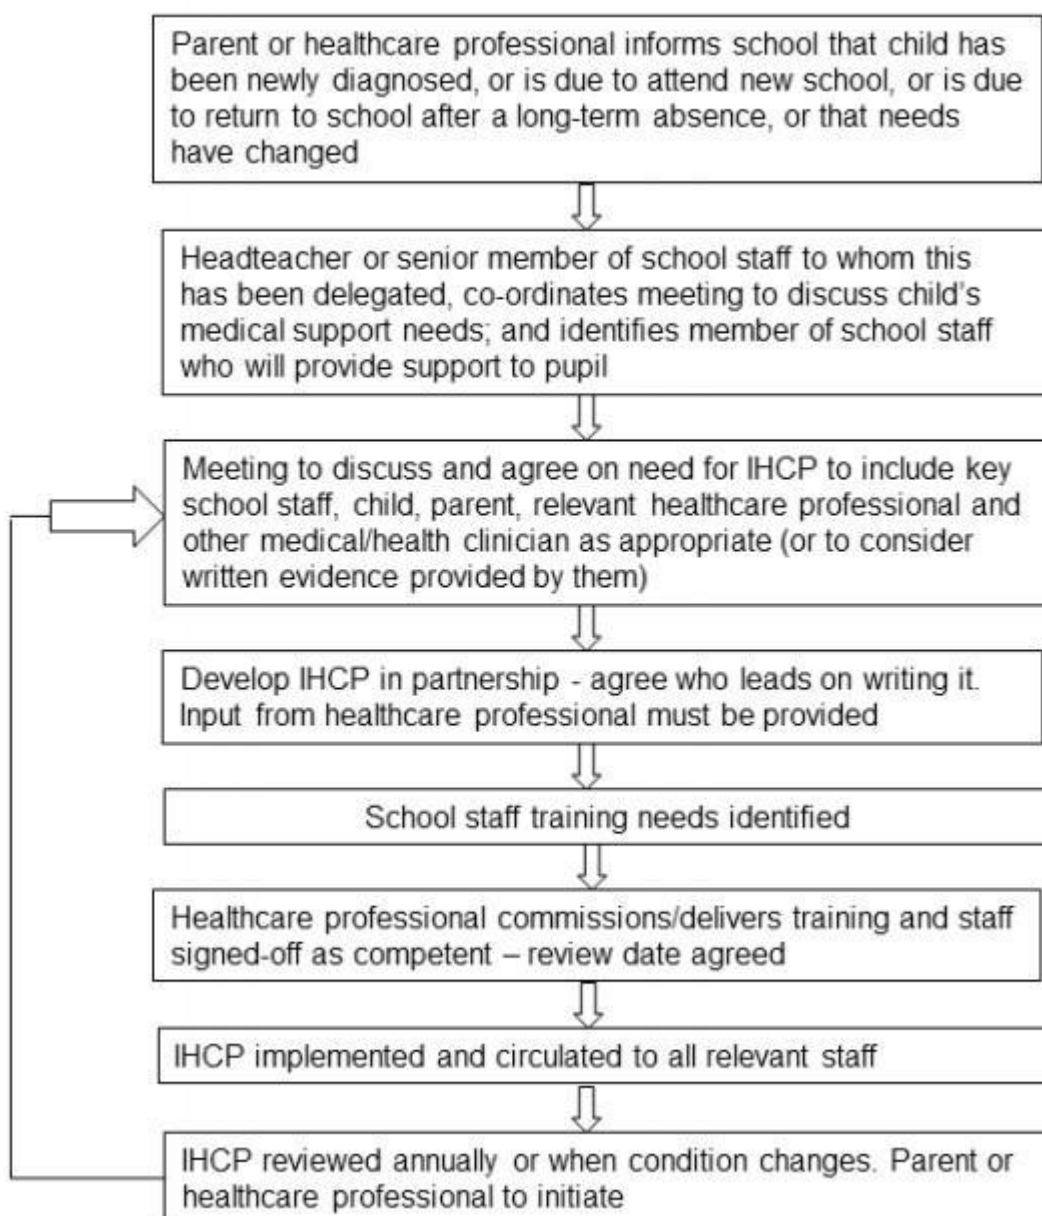 Parent or healthcare professional informs school that child has
been newly diagnosed, or is due to attend new school, or is due
to return to school after a long-term absence, or that needs
have changed
Headteacher or senior member of school staff to whom this
has been delegated, co-ordinates meeting to discuss child's
medical support needs; and identifies member of school staff
who will provide support to pupil
Meeting to discuss and agree on need for IHCP to include key
school staff, child, parent, relevant healthcare professional and
other medical/health clinician as appropriate (or to consider
written evidence provided by them)
Develop IHCP in partnership - agree who leads on writing it.
Input from healthcare professional must be provided
School staff training needs identified
Healthcare professional commissions/delivers training and staff
signed-off as competent – review date agreed
IHCP implemented and circulated to all relevant staff
IHCP reviewed annually or when condition changes. Parent or
healthcare professional to initiate